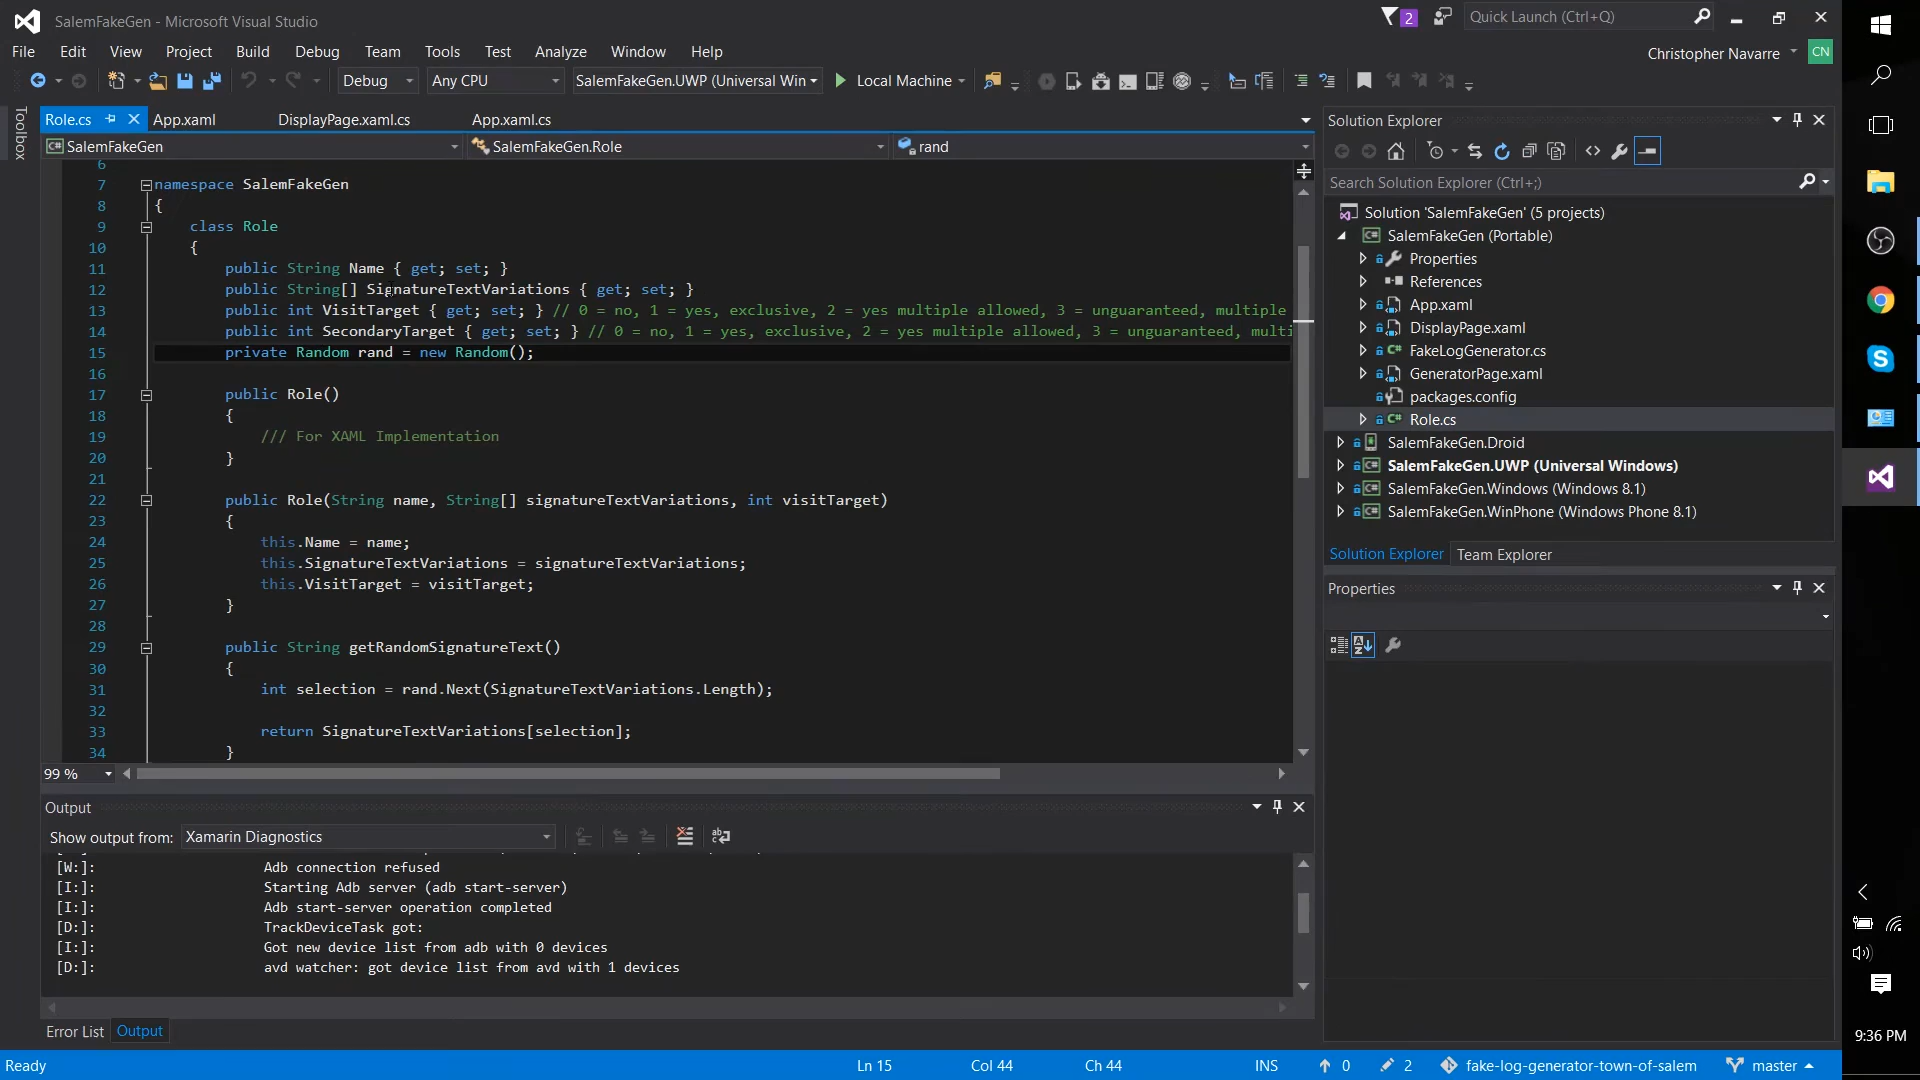 SalemFakeGen - Microsoft Visual Studio
2
Quick Launch (Ctrl+Q)
File Edit View Project Build Debug Team Tools Test Analyze Window Help
Christopher Navarre CN
Debug Any CPU SalemFakeGen.UWP (Universal Win Local Machine
Toolbox
Role.cs App.xaml DisplayPage.xaml.cs App.xaml.cs
SalemFakeGen SalemFakeGen.Role rand
6
7 namespace SalemFakeGen
8 {
9 class Role
10 {
11 public String Name { get; set; }
12 public String[] SignatureTextVariations { get; set; }
13 public int VisitTarget { get; set; } // 0 = no, 1 = yes, exclusive, 2 = yes multiple allowed, 3 = unguaranteed, multiple
14 public int SecondaryTarget { get; set; } // 0 = no, 1 = yes, exclusive, 2 = yes multiple allowed, 3 = unguaranteed, multi
15 private Random rand = new Random();
16
17 public Role()
18 {
19 /// For XAML Implementation
20 }
21
22 public Role(String name, String[] signatureTextVariations, int visitTarget)
23 {
24 this.Name = name;
25 this.SignatureTextVariations = signatureTextVariations;
26 this.VisitTarget = visitTarget;
27 }
28
29 public String getRandomSignatureText()
30 {
31 int selection = rand.Next(SignatureTextVariations.Length);
32
33 return SignatureTextVariations[selection];
34 }
99 %
Output
Show output from: Xamarin Diagnostics
[W:]: Adb connection refused
[I:]: Starting Adb server (adb start-server)
[I:]: Adb start-server operation completed
[D:]: TrackDeviceTask got:
[I:]: Got new device list from adb with 0 devices
[D:]: avd watcher: got device list from avd with 1 devices
Error List Output
Solution Explorer
Search Solution Explorer (Ctrl+;)
Solution 'SalemFakeGen' (5 projects)
SalemFakeGen (Portable)
Properties
References
App.xaml
DisplayPage.xaml
FakeLogGenerator.cs
GeneratorPage.xaml
packages.config
Role.cs
SalemFakeGen.Droid
SalemFakeGen.UWP (Universal Windows)
SalemFakeGen.Windows (Windows 8.1)
SalemFakeGen.WinPhone (Windows Phone 8.1)
Solution Explorer Team Explorer
Properties
Ready Ln 15 Col 44 Ch 44 INS 0 2 fake-log-generator-town-of-salem master
9:36 PM